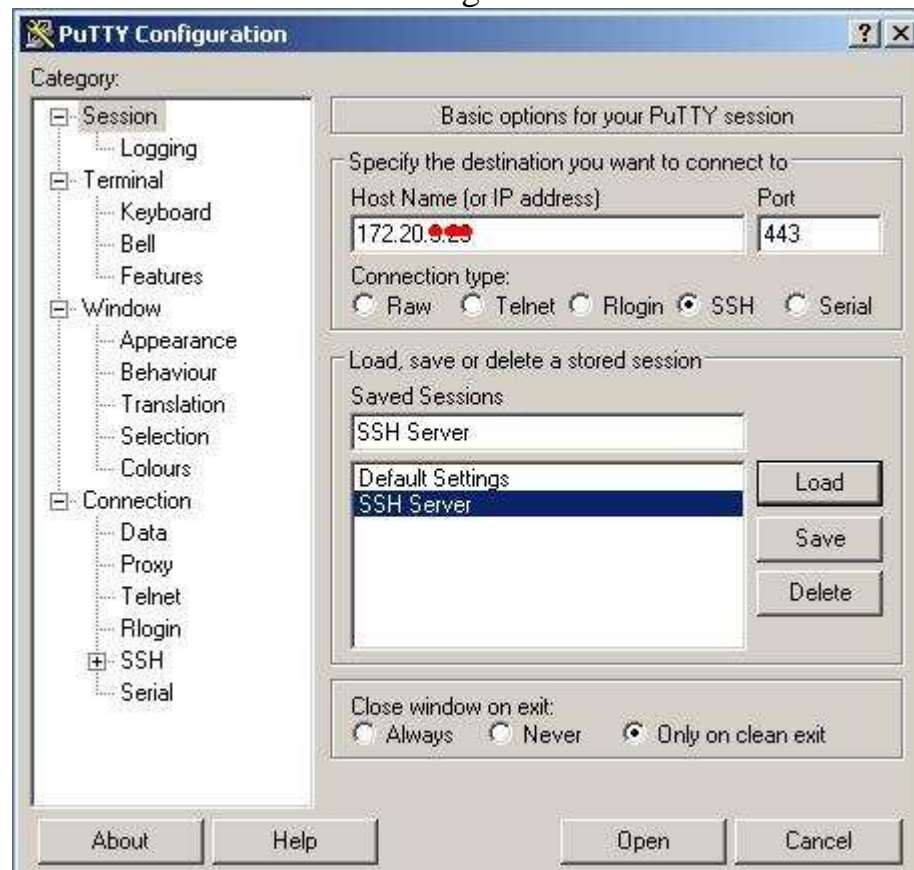 PuTTY Configuration
Category:
Session
Logging
Terminal
Keyboard
Bell
Features
Window
Appearance
Behaviour
Translation
Selection
Colours
Connection
Data
Proxy
Telnet
Rlogin
SSH
Serial
Basic options for your PuTTY session
Specify the destination you want to connect to
Host Name (or IP address) Port
172.20. 443
Connection type:
Raw Telnet Rlogin SSH Serial
Load, save or delete a stored session
Saved Sessions
SSH Server
Default Settings
SSH Server
Load
Save
Delete
Close window on exit:
Always Never Only on clean exit
About Help Open Cancel